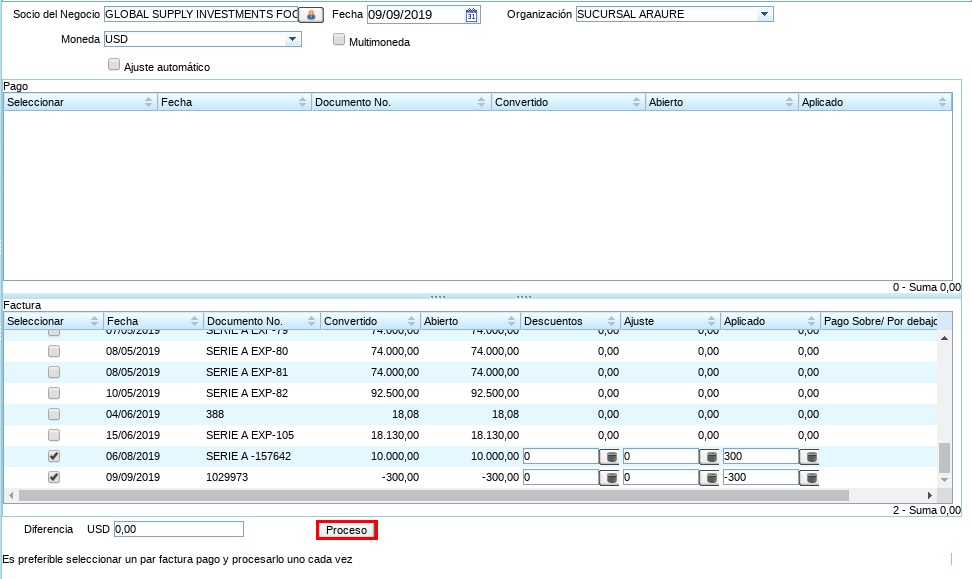 Socio del Negocio GLOBAL SUPPLY INVESTMENTS FOO Fecha 09/09/2019 31 Organización SUCURSAL ARAURE
Moneda USD Multimoneda
Ajuste automático
Pago
Seleccionar Fecha Documento No. Convertido Abierto Aplicado
0 - Suma 0,00
Factura
Seleccionar Fecha Documento No. Convertido Abierto Descuentos Ajuste Aplicado Pago Sobre/ Por debajo
07/05/2019 SERIE A EXP-79 74.000,00 74.000,00 0,00 0,00 0,00
08/05/2019 SERIE A EXP-80 74.000,00 74.000,00 0,00 0,00 0,00
08/05/2019 SERIE A EXP-81 74.000,00 74.000,00 0,00 0,00 0,00
10/05/2019 SERIE A EXP-82 92.500,00 92.500,00 0,00 0,00 0,00
04/06/2019 388 18,08 18,08 0,00 0,00 0,00
15/06/2019 SERIE A EXP-105 18.130,00 18.130,00 0,00 0,00 0,00
06/08/2019 SERIE A -157642 10.000,00 10.000,00 0 0 300
09/09/2019 1029973 -300,00 -300,00 0 0 -300
2 - Suma 0,00
Diferencia USD 0,00 Proceso
Es preferible seleccionar un par factura pago y procesarlo uno cada vez